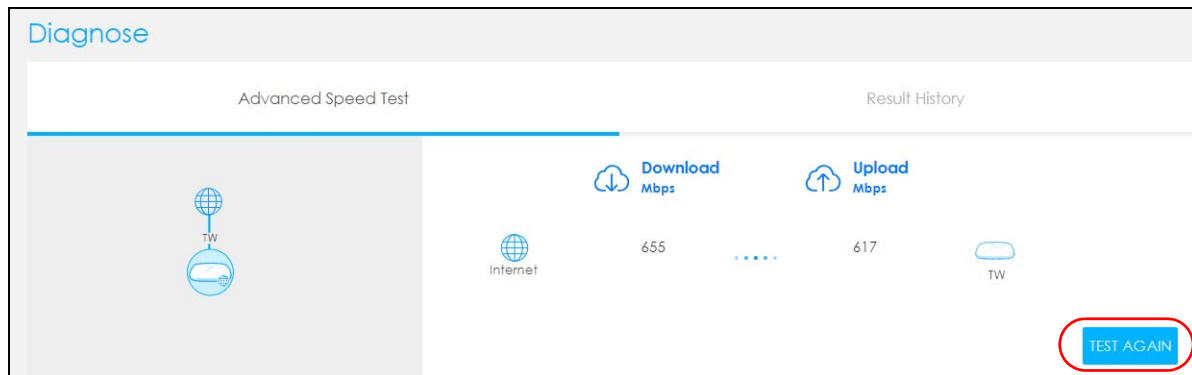 Diagnose
Advanced Speed Test
Result History
TW
Internet
Download
Mbps
655
Upload
Mbps
617
TW
TEST AGAIN